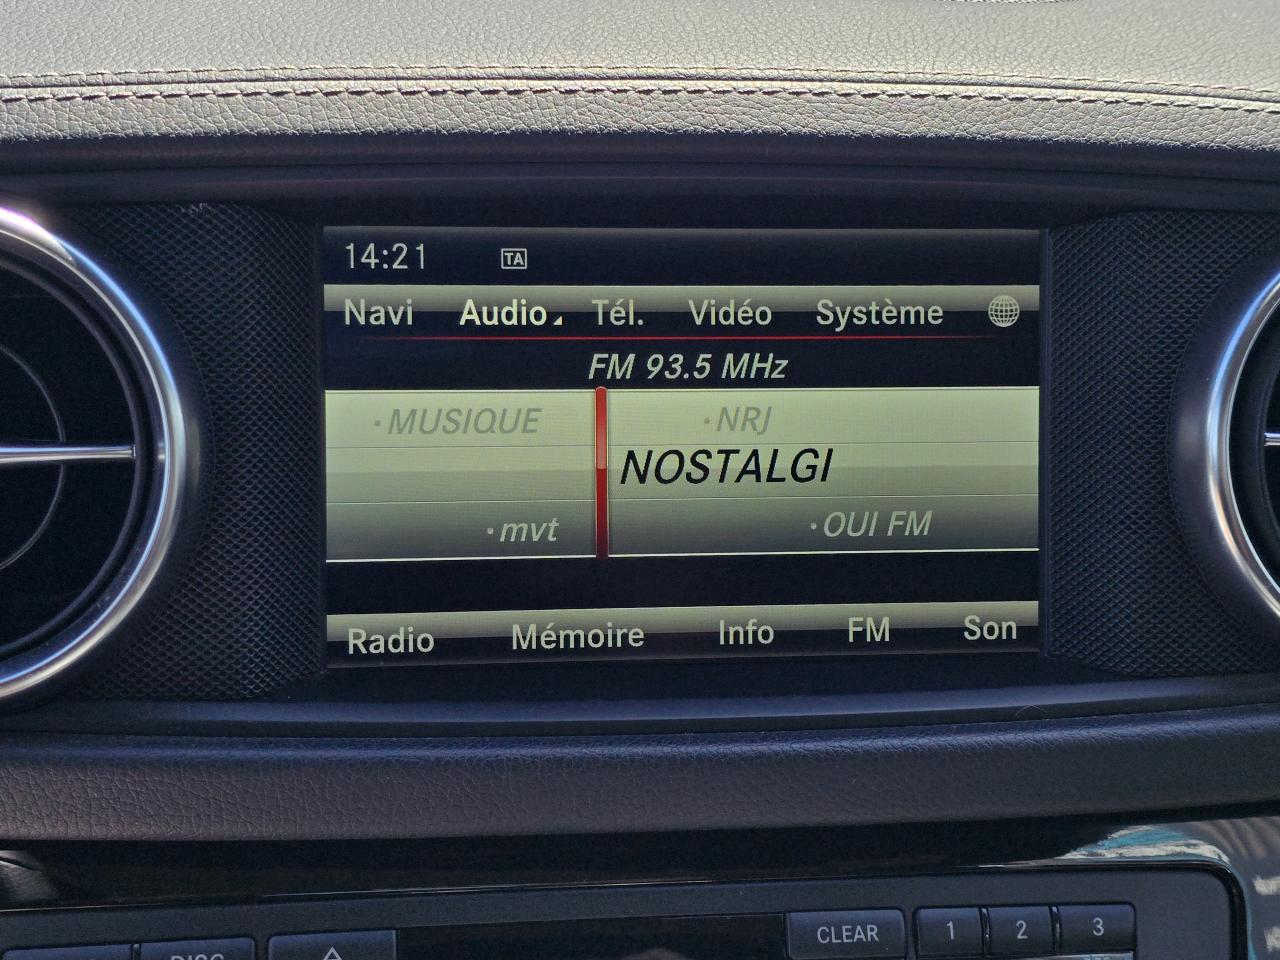 14:21 TA
Navi Audio Tél. Vidéo Système
FM 93.5 MHz
·MUSIQUE ·NRJ
NOSTALGI
·mvt ·OUI FM
Radio Mémoire Info FM Son
CLEAR 1 2 3
DISC